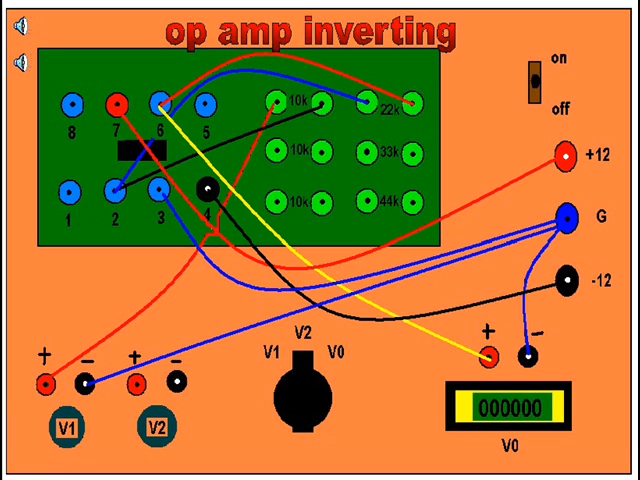 op amp inverting
on
off
8 7 6 5
10k 22k
10k 33k
1 2 3 4
10k 44k
+12
G
-12
+ - + -
V1 V2 V0
+ -
V1 V2
000000
V0